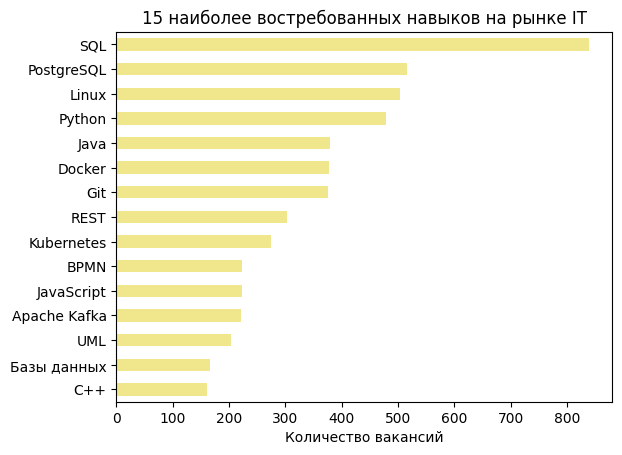 15 наиболее востребованных навыков на рынке IT
SQL
PostgreSQL
Linux
Python
Java
Docker
Git
REST
Kubernetes
BPMN
JavaScript
Apache Kafka
UML
Базы данных
C++
0 100 200 300 400 500 600 700 800
Количество вакансий